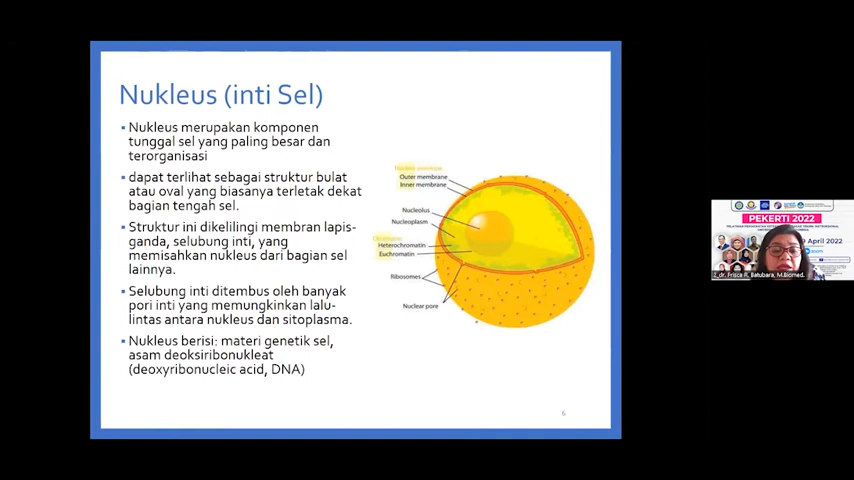 Nukleus (inti Sel)
Nukleus merupakan komponen
tunggal sel yang paling besar dan
terorganisasi
dapat terlihat sebagai struktur bulat
atau oval yang biasanya terletak dekat
bagian tengah sel.
Struktur ini dikelilingi membran lapis-
ganda, selubung inti, yang
memisahkan nukleus dari bagian sel
lainnya.
Selubung inti ditembus oleh banyak
pori inti yang memungkinkan lalu-
lintas antara nukleus dan sitoplasma.
Nukleus berisi: materi genetik sel,
asam deoksiribonukleat
(deoxyribonucleic acid, DNA)
Outer membrane
Inner membrane
Nucleolus
Nucleoplasm
Heterochromatin
Euchromatin
Ribosomes
Nuclear pore
6
PEKERTI 2022
April 2022
dr. Frisca R. Batubara, M.Biomed.